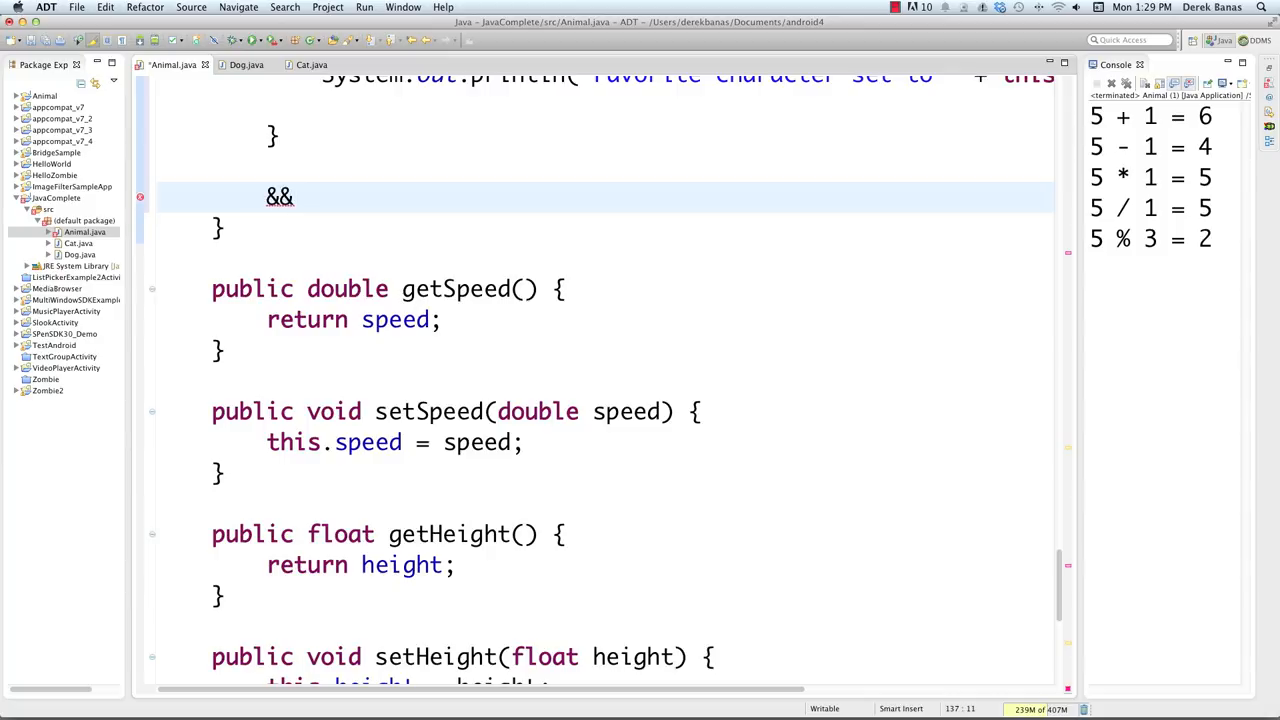 ADT File Edit Refactor Source Navigate Search Project Run Window Help
10 Mon 1:29 PM Derek Banas
Java - JavaComplete/src/Animal.java - ADT - /Users/derekbanas/Documents/android4
Quick Access Java DDMS
Package Exp
*Animal.java Dog.java Cat.java
Console
<terminated> Animal (1) [Java Application] /S
Animal
appcompat_v7
appcompat_v7_2
appcompat_v7_3
appcompat_v7_4
BridgeSample
HelloWorld
HelloZombie
ImageFilterSampleApp
JavaComplete
src
(default package)
Animal.java
Cat.java
Dog.java
JRE System Library [Ja
ListPickerExample2Activi
MediaBrowser
MultiWindowSDKExample
MusicPlayerActivity
SlookActivity
SPenSDK30_Demo
TestAndroid
TextGroupActivity
VideoPlayerActivity
Zombie
Zombie2
System.out.println("Favorite character set to " + this
}
&&
}
public double getSpeed() {
return speed;
}
public void setSpeed(double speed) {
this.speed = speed;
}
public float getHeight() {
return height;
}
public void setHeight(float height) {
this.height = height;
5 + 1 = 6
5 - 1 = 4
5 * 1 = 5
5 / 1 = 5
5 % 3 = 2
Writable Smart Insert 137 : 11 239M of 407M